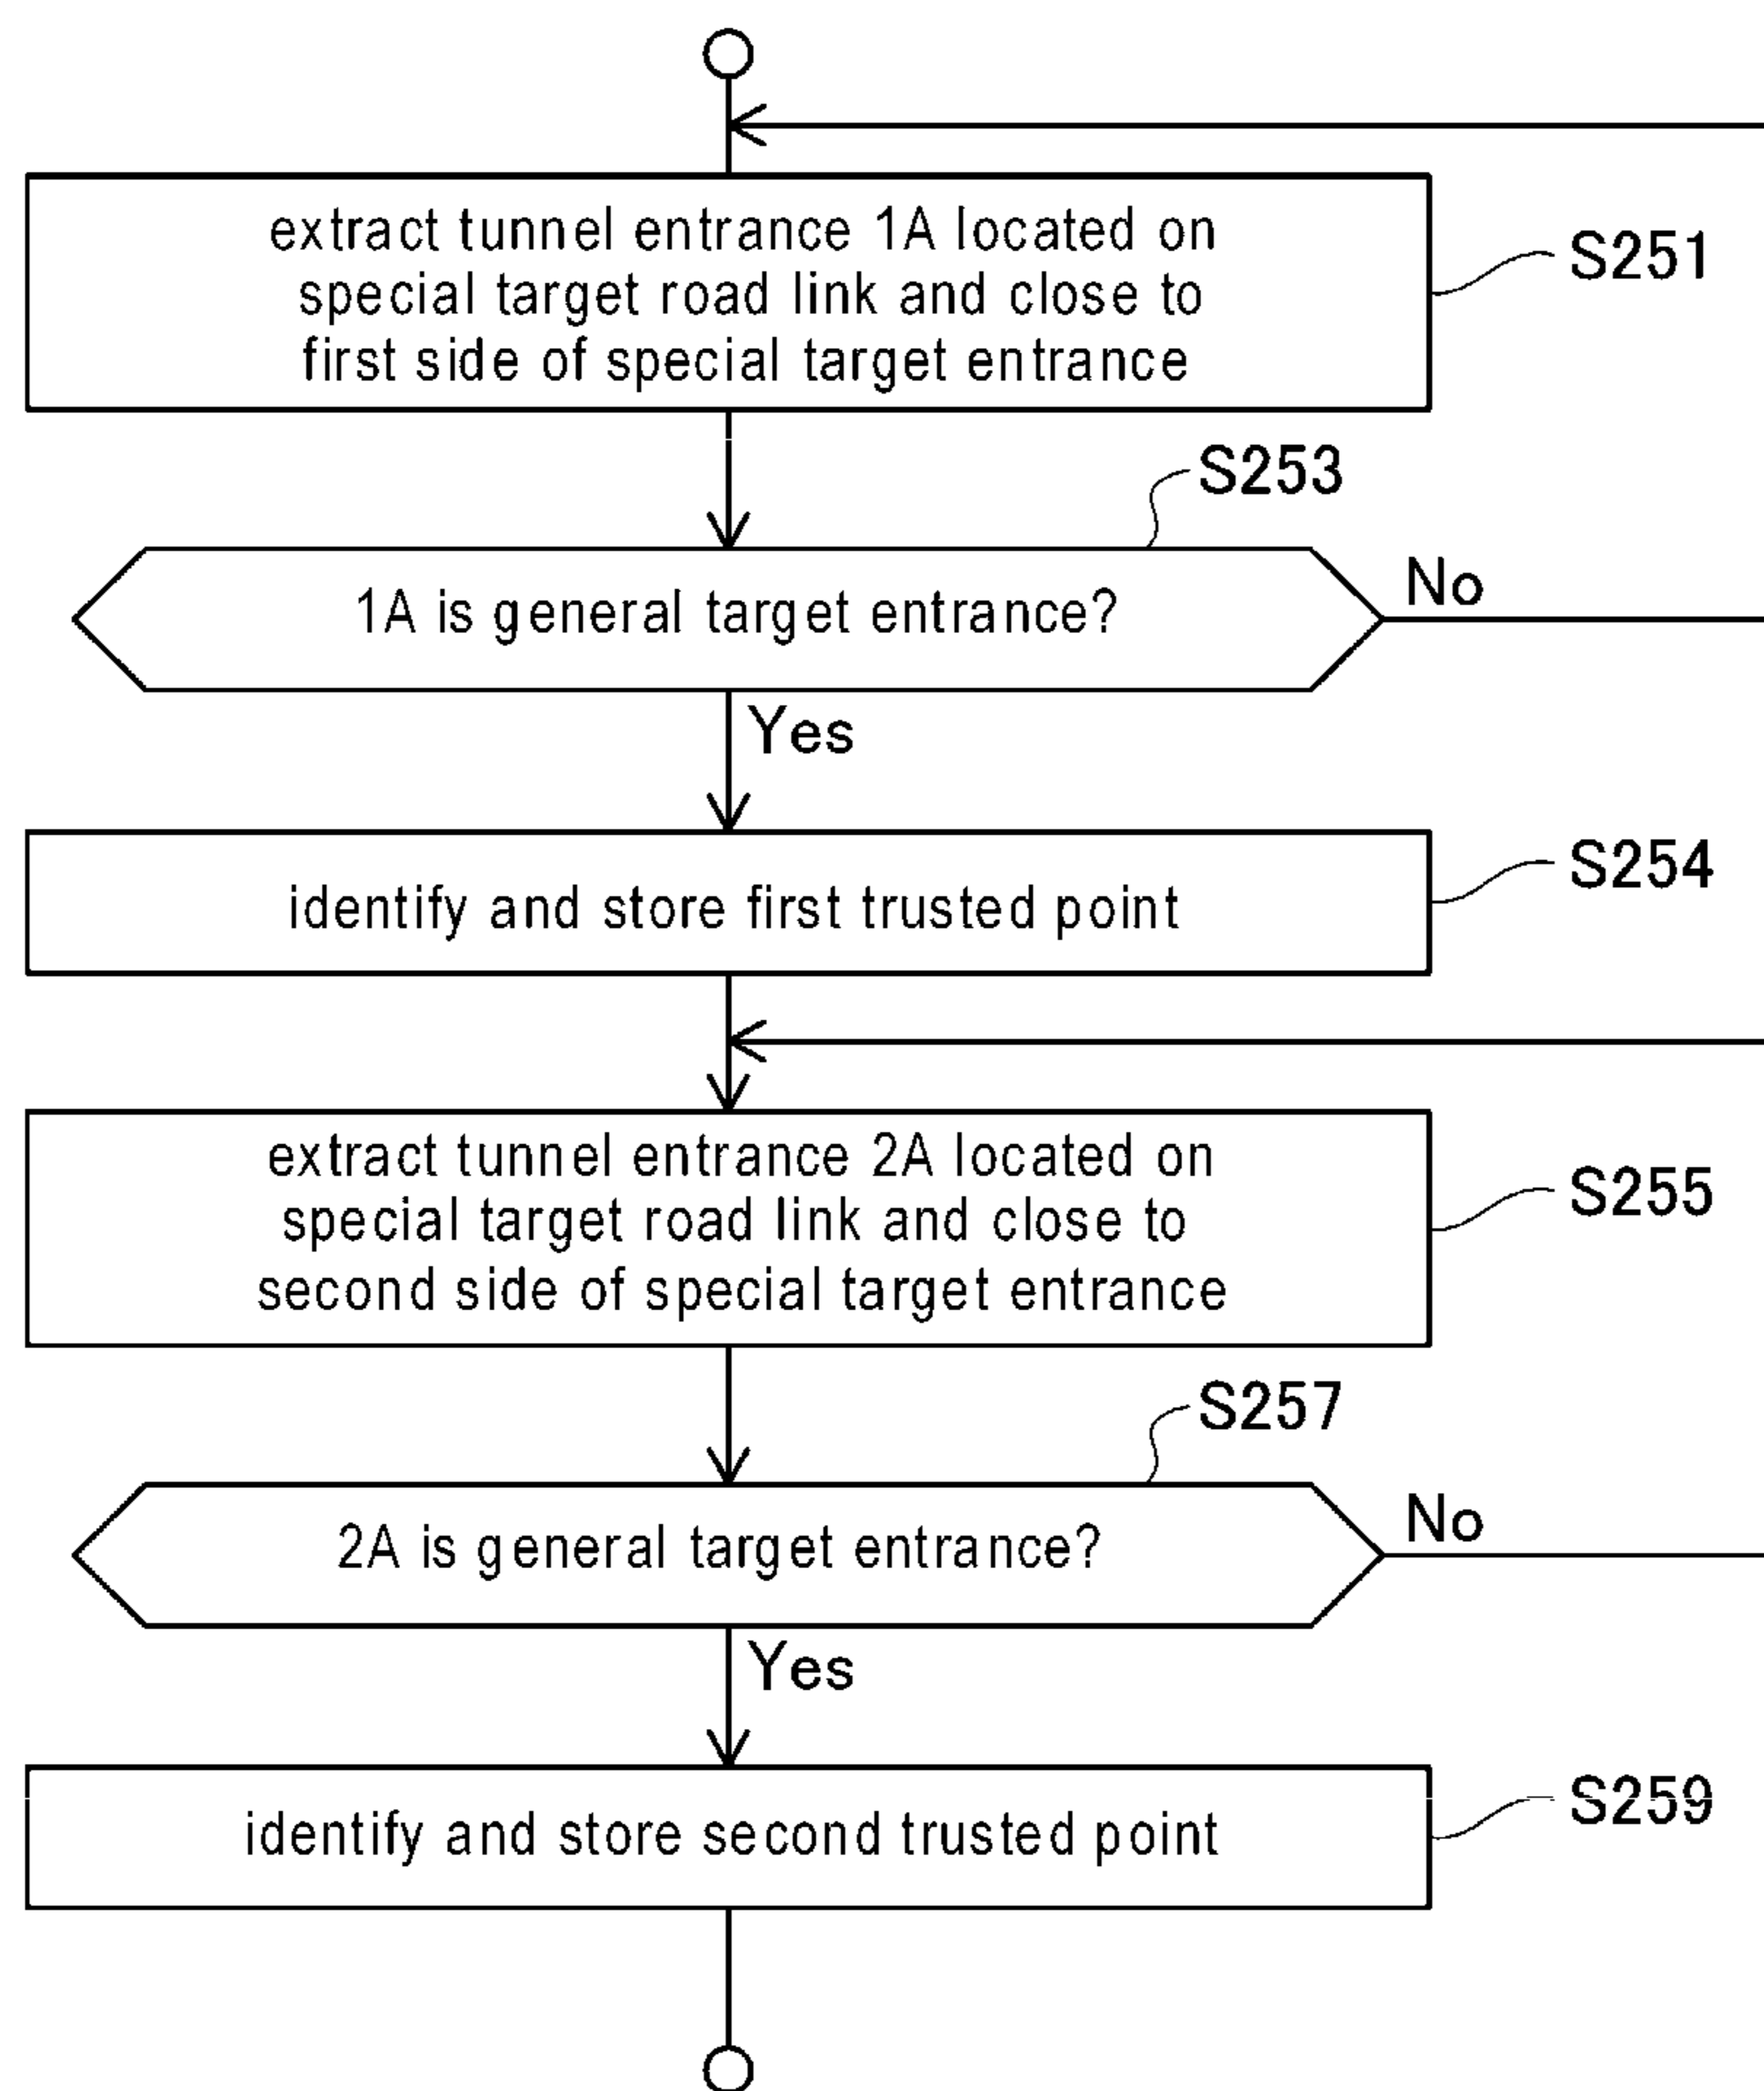 extract tunnel entrance 1A located on
special target road link and close to
first side of special target entrance
S251
S253
1A is general target entrance?
No
Yes
S254
identify and store first trusted point
extract tunnel entrance 2A located on
special target road link and close to
second side of special target entrance
S255
S257
2A is general target entrance?
No
Yes
S259
identify and store second trusted point